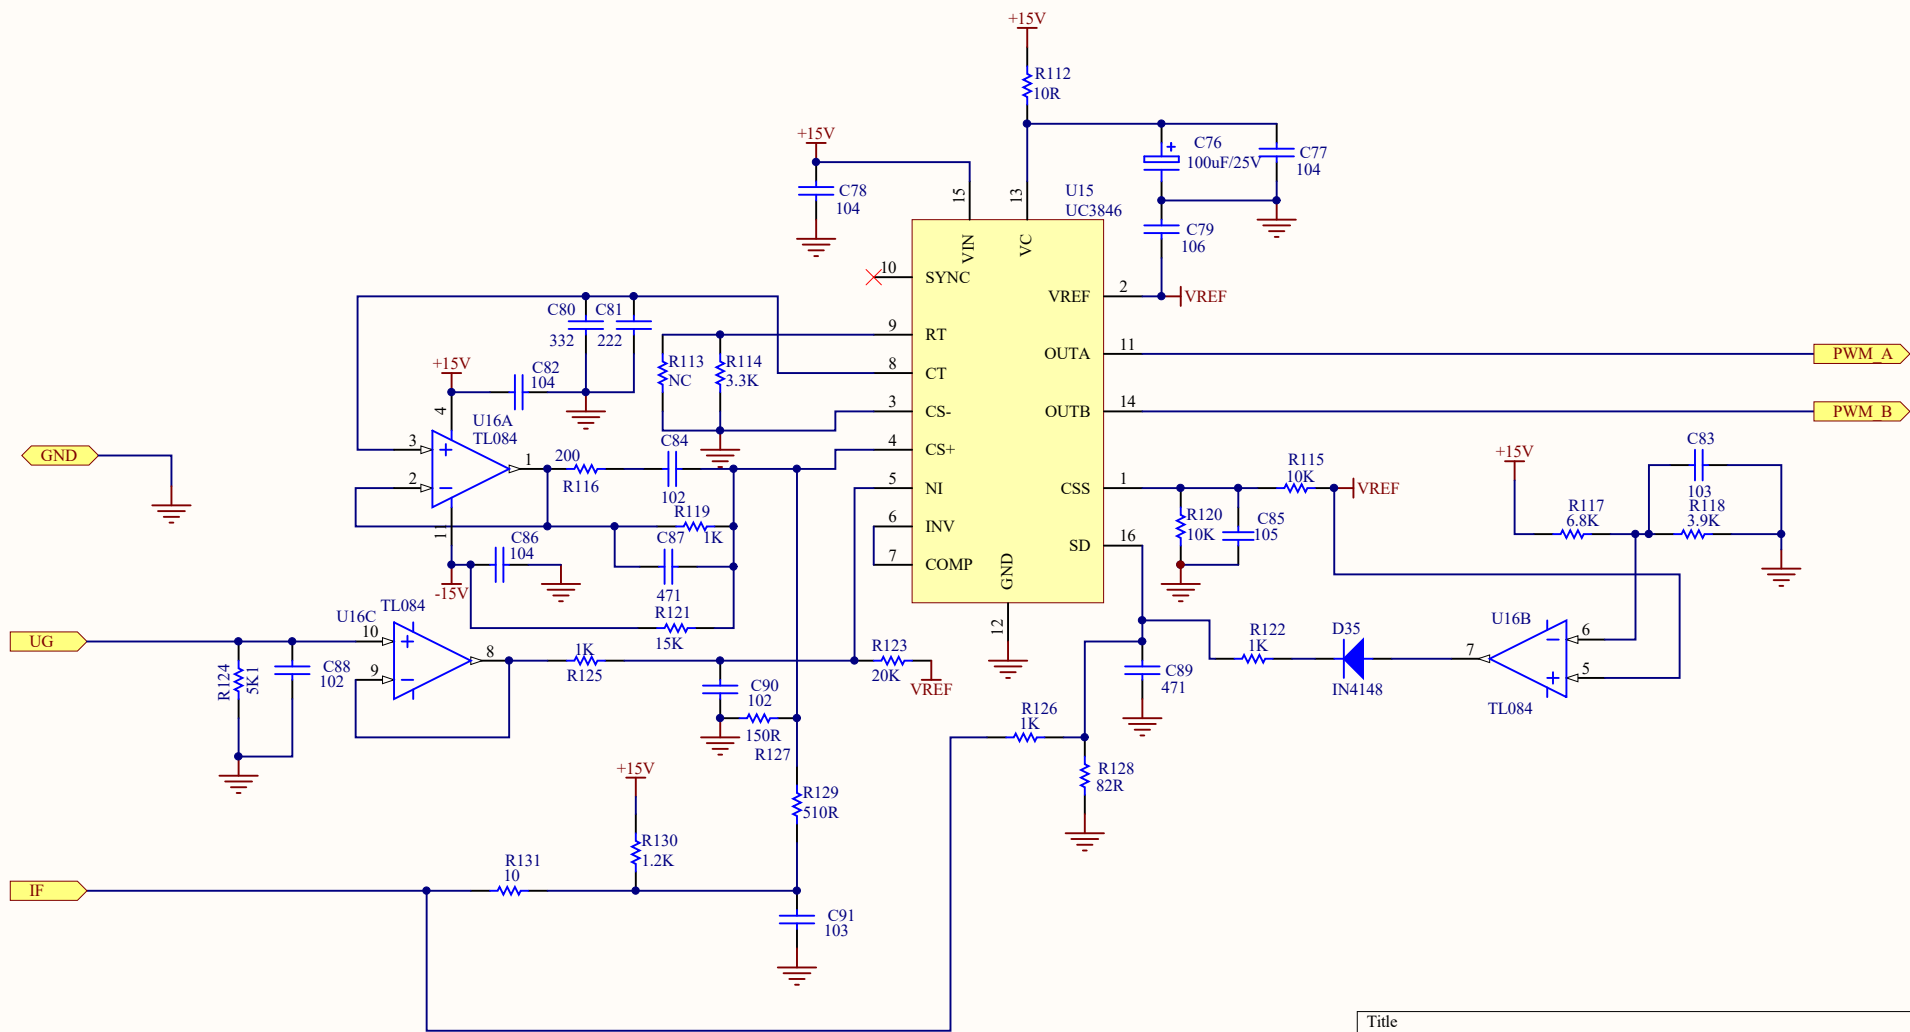 +15V
R112
10R
+15V
C76
100uF/25V
C77
104
C78
104
15
13
U15
UC3846
VIN
VC
C79
106
10
SYNC
VREF
2
VREF
C80
C81
332
222
9
RT
R113
NC
R114
3.3K
OUTA
11
PWM_A
+15V
C82
104
8
CT
4
U16A
TL084
3
CS-
OUTB
14
PWM_B
GND
3
2
1
11
200
R116
C84
102
4
CS+
C83
103
+15V
R115
10K
5
NI
CSS
1
VREF
R119
1K
6
INV
R120
10K
C85
105
R117
6.8K
R118
3.9K
C86
104
C87
471
SD
16
7
COMP
GND
-15V
TL084
U16C
R121
15K
12
U16B
UG
10
9
8
1K
R125
R123
20K
VREF
R122
1K
D35
IN4148
7
6
5
TL084
R124
5K1
C88
102
C90
102
C89
471
150R
R127
R126
1K
+15V
R128
82R
R129
510R
R130
1.2K
IF
R131
10
C91
103
Title